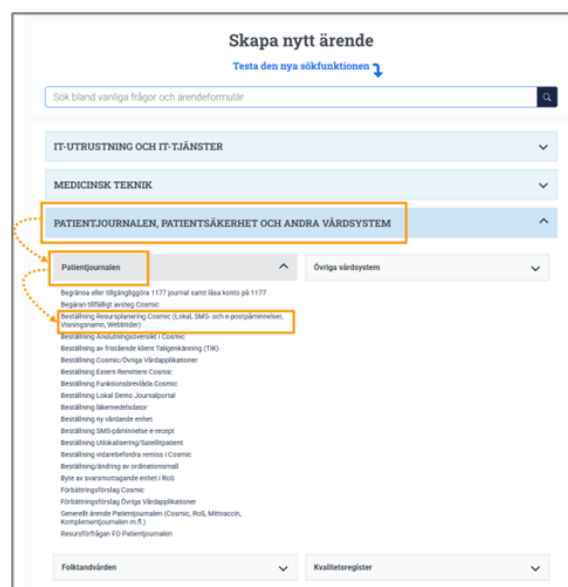 Skapa nytt ärende
Testa den nya sökfunktionen
Sök bland vanliga frågor och ärendeformulär
IT-UTRUSTNING OCH IT-TJÄNSTER
MEDICINSK TEKNIK
PATIENTJOURNALEN, PATIENTSÄKERHET OCH ANDRA VÅRDSYSTEM
Patientjournalen
Övriga vårdsystem
Begränsa eller tillgängliggöra 1177 journal samt låsa konto på 1177
Begäran tillfälligt avsteg Cosmic
Beställning Resursplanering Cosmic (Lokal, SMS- och e-postpåminnelser,
Visningsnamn, Webbtider)
Beställning Anslutningsöversikt i Cosmic
Beställning av fristående klient Taligenkänning (TIK)
Beställning Cosmic/Övriga Vårdapplikationer
Beställning Extern Remittent Cosmic
Beställning Funktionsbrevlåda Cosmic
Beställning Lokal Demo Journalportal
Beställning läkemedelsdator
Beställning ny vårdande enhet
Beställning SMS-påminnelse e-recept
Beställning Utlokalisering/Satellitpatient
Beställning vidarebefordra remiss i Cosmic
Beställning/ändring av ordinationsmall
Byte av svarsmottagande enhet i RoS
Förbättringsförslag Cosmic
Förbättringsförslag Övriga Vårdapplikationer
Generellt ärende Patientjournalen (Cosmic, RoS, Mittvaccin,
Komplementjournalen m.fl.)
Resursförfrågan FO Patientjournalen
Folktandvården
Kvalitetsregister